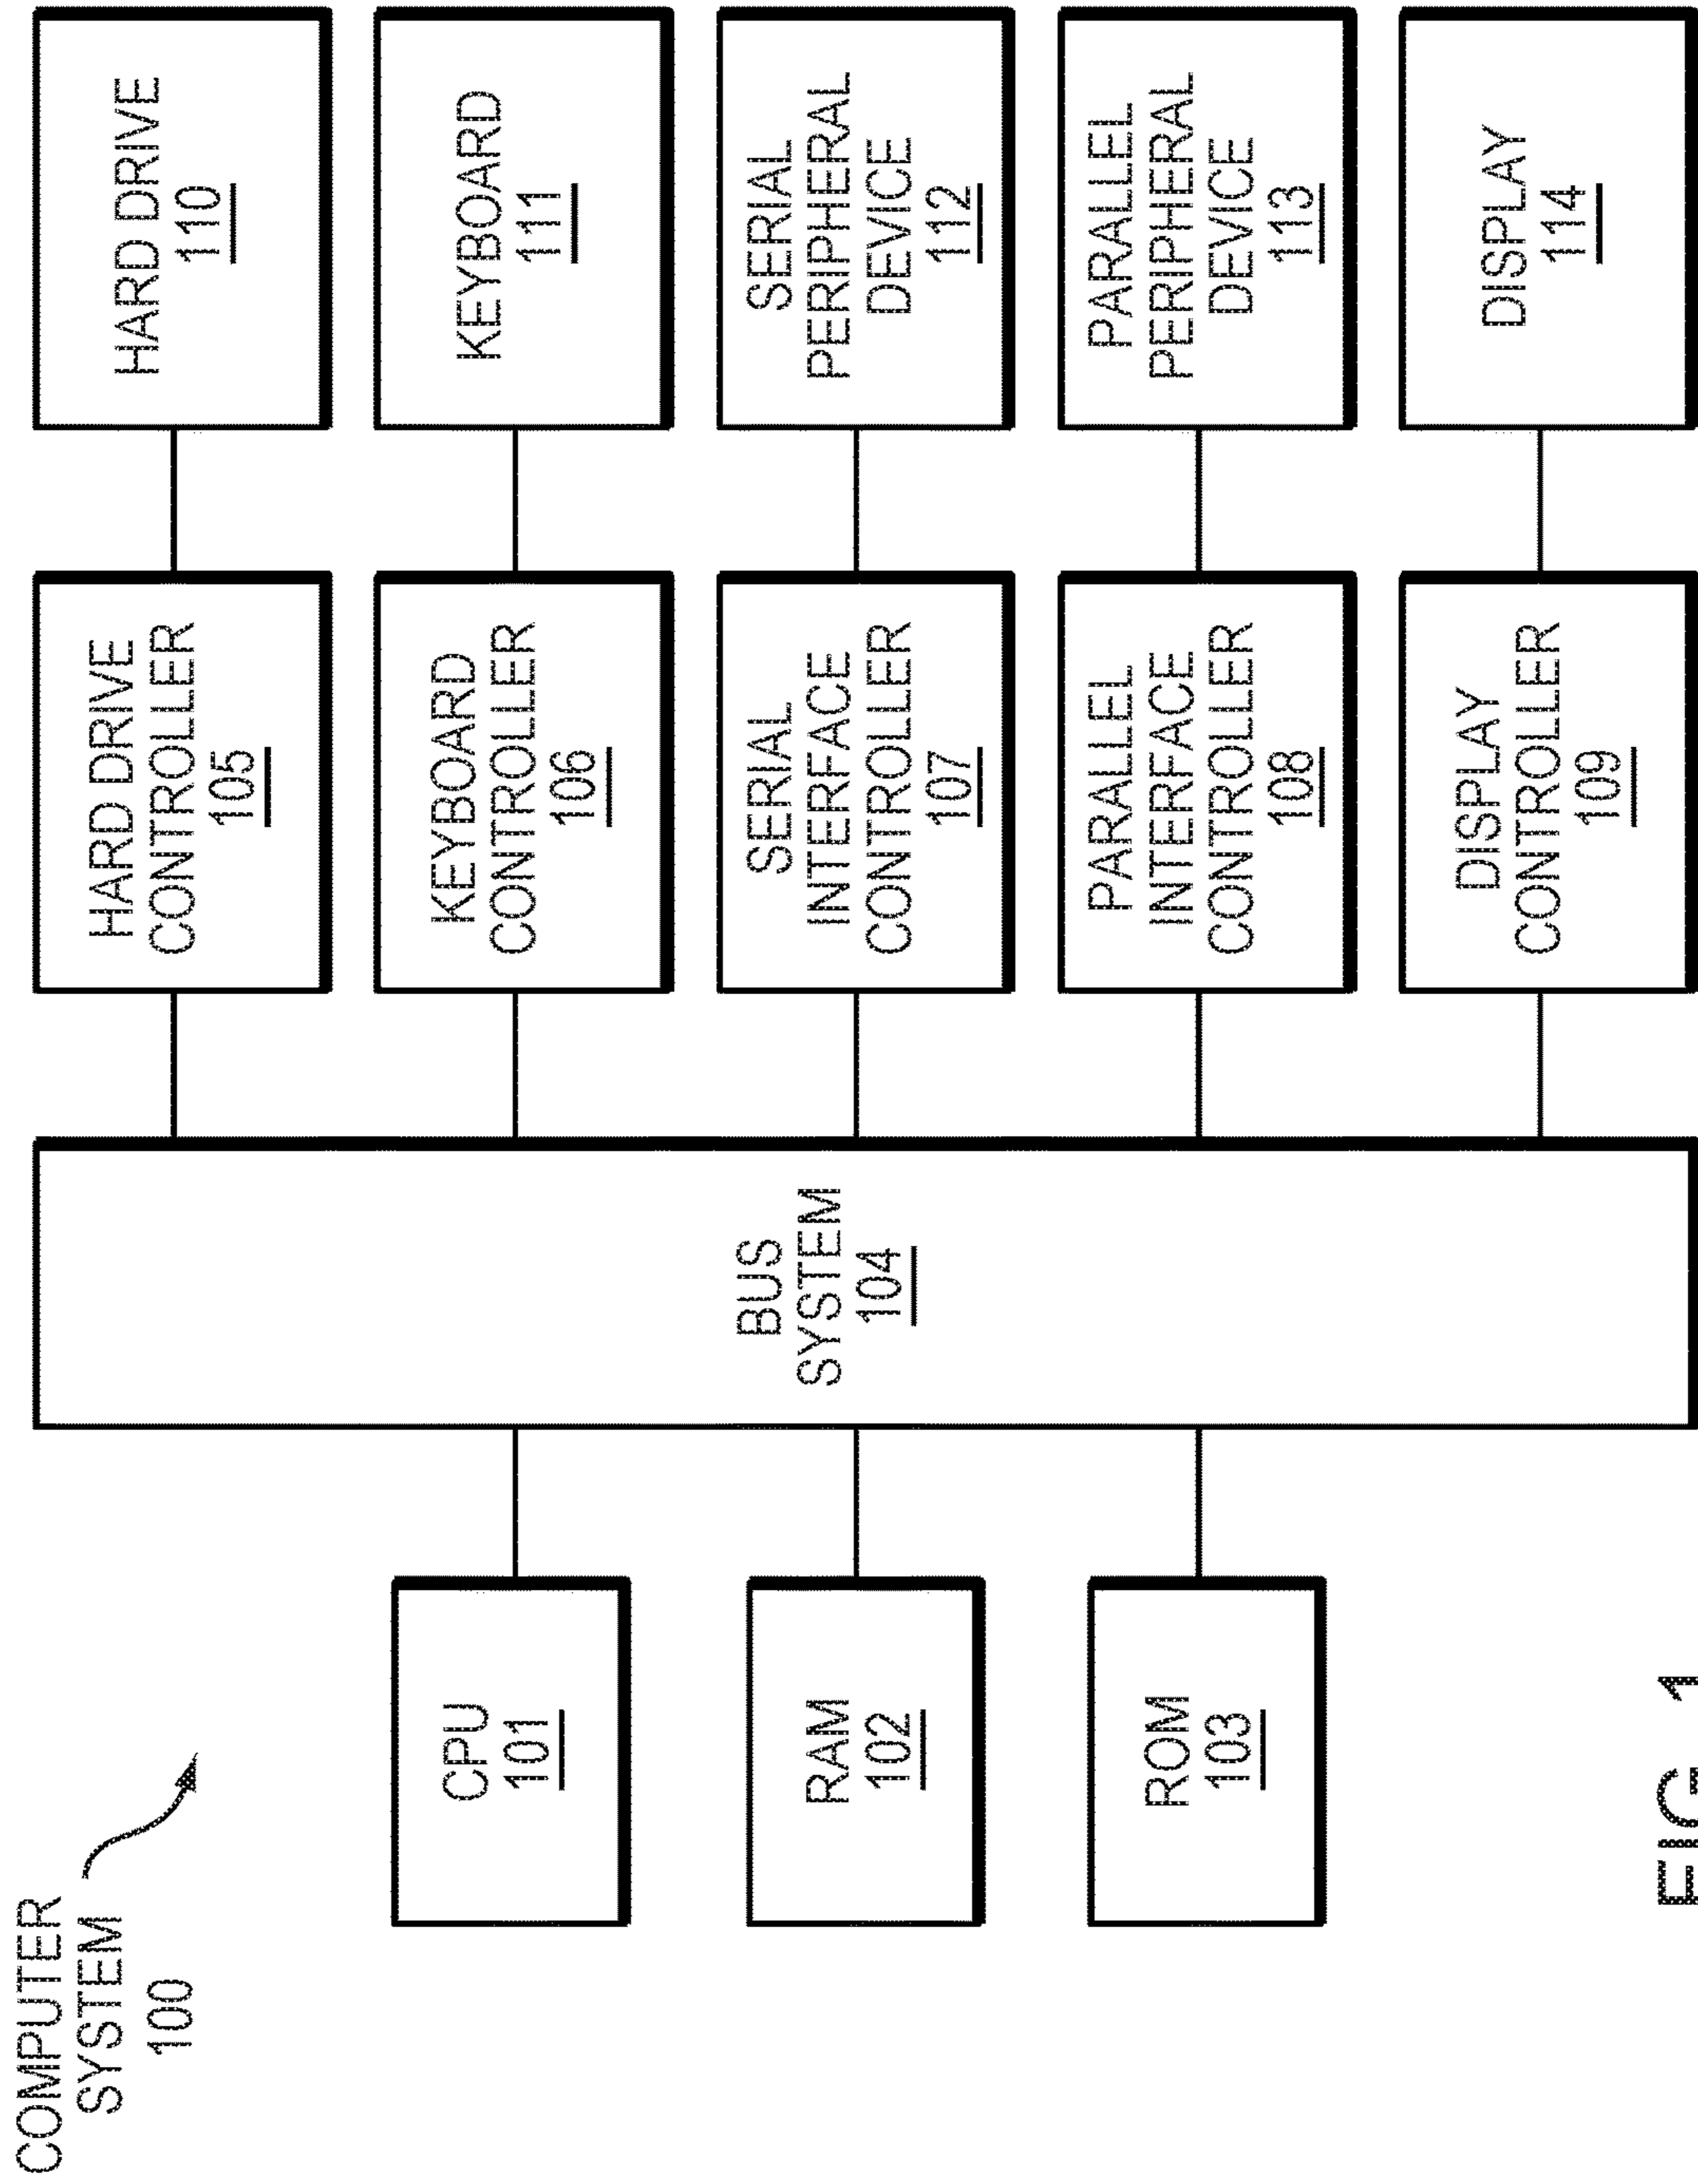 COMPUTER
SYSTEM
100
CPU
101
RAM
102
ROM
103
BUS
SYSTEM
104
HARD DRIVE
CONTROLLER
105
KEYBOARD
CONTROLLER
106
SERIAL
INTERFACE
CONTROLLER
107
PARALLEL
INTERFACE
CONTROLLER
108
DISPLAY
CONTROLLER
109
HARD DRIVE
110
KEYBOARD
111
SERIAL
PERIPHERAL
DEVICE
112
PARALLEL
PERIPHERAL
DEVICE
113
DISPLAY
114
FIG. 1